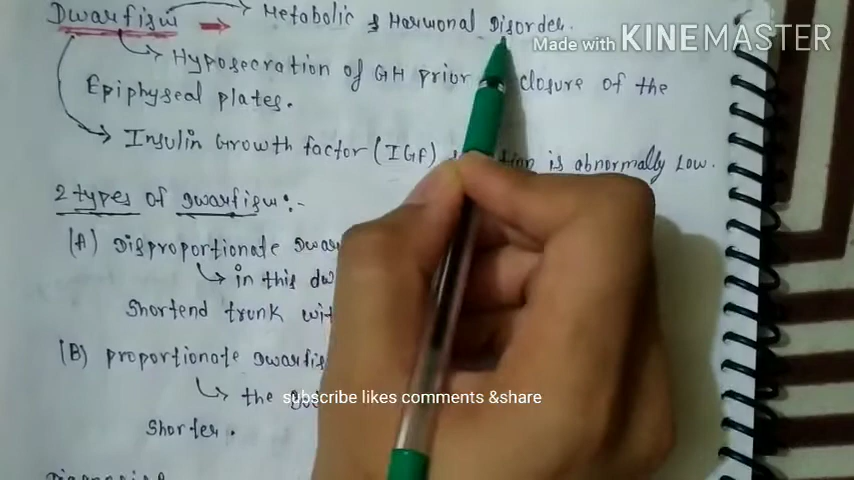 Dwarfism → Metabolic & Harmonal Disorder.
Made with KINEMASTER
Hyposecration of GH prior closure of the
Epiphyseal plates.
Insulin Growth factor (IGF) is abnormally Low.
2 types of Dwarfism:-
(A) Disproportionate
in this
Shortend trunk
(B) proportionate Dwarfis
the
subscribe likes comments &share
Shorter.